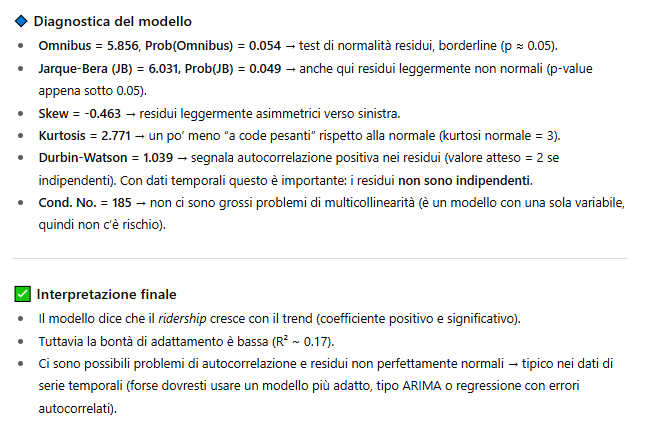 Diagnostica del modello
• Omnibus = 5.856, Prob(Omnibus) = 0.054 → test di normalità residui, borderline (p ≈ 0.05).
• Jarque-Bera (JB) = 6.031, Prob(JB) = 0.049 → anche qui residui leggermente non normali (p-value
appena sotto 0.05).
• Skew = -0.463 → residui leggermente asimmetrici verso sinistra.
• Kurtosis = 2.771 → un po’ meno “a code pesanti” rispetto alla normale (kurtosi normale = 3).
• Durbin-Watson = 1.039 → segnala autocorrelazione positiva nei residui (valore atteso = 2 se
indipendenti). Con dati temporali questo è importante: i residui non sono indipendenti.
• Cond. No. = 185 → non ci sono grossi problemi di multicollinearità (è un modello con una sola variabile,
quindi non c’è rischio).
Interpretazione finale
• Il modello dice che il ridership cresce con il trend (coefficiente positivo e significativo).
• Tuttavia la bontà di adattamento è bassa (R² ~ 0.17).
• Ci sono possibili problemi di autocorrelazione e residui non perfettamente normali → tipico nei dati di
serie temporali (forse dovresti usare un modello più adatto, tipo ARIMA o regressione con errori
autocorrelati).